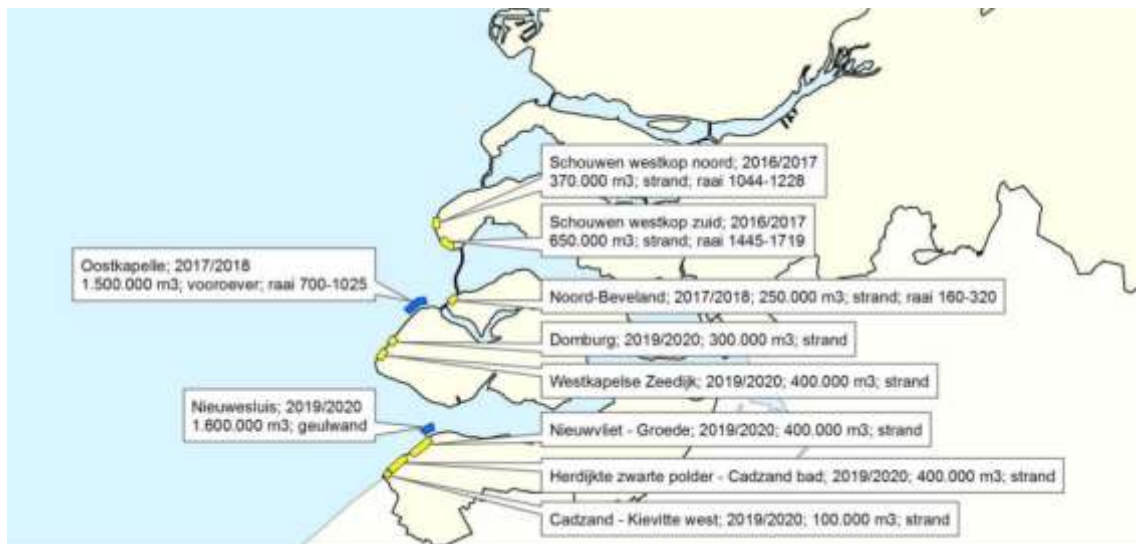 Schouwen westkop noord; 2016/2017
370.000 m3; strand; raai 1044-1228
Schouwen westkop zuid; 2016/2017
650.000 m3; strand; raai 1445-1719
Oostkapelle; 2017/2018
1.500.000 m3; vooroever; raai 700-1025
Noord-Beveland; 2017/2018; 250.000 m3; strand; raai 160-320
Domburg; 2019/2020; 300.000 m3; strand
Westkapelse Zeedijk; 2019/2020; 400.000 m3; strand
Nieuwesluis; 2019/2020
1.600.000 m3; geulwand
Nieuwvliet - Groede; 2019/2020; 400.000 m3; strand
Herdijkte zwarte polder - Cadzand bad; 2019/2020; 400.000 m3; strand
Cadzand - Kievitte west; 2019/2020; 100.000 m3; strand